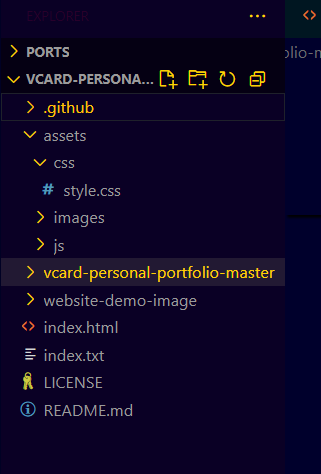 EXPLORER
PORTS
VCARD-PERSONA...
.github
assets
css
# style.css
images
js
vcard-personal-portfolio-master
website-demo-image
<> index.html
index.txt
LICENSE
README.md
folio-m